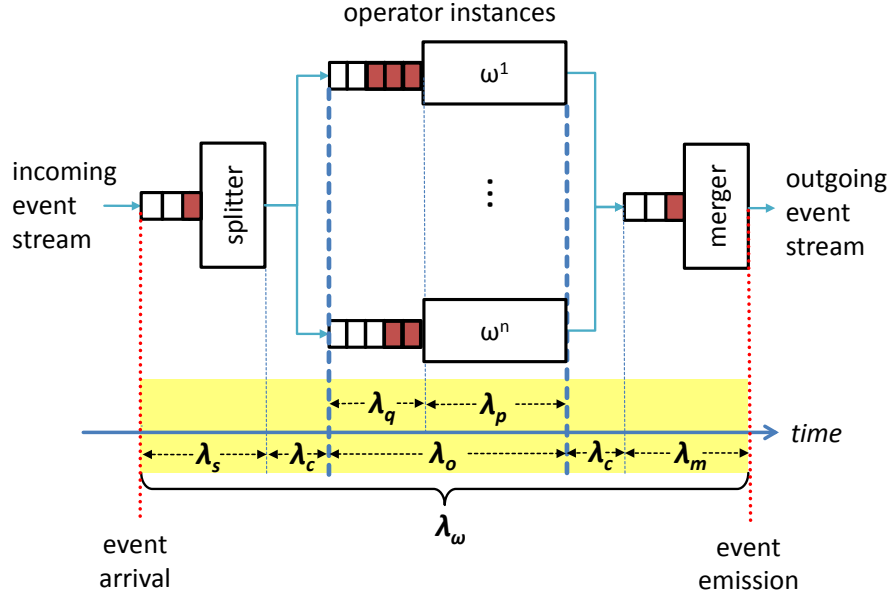 operator instances
ω¹
incoming
event
stream
splitter
⋮
merger
outgoing
event
stream
ωⁿ
λq
λp
time
λs
λc
λo
λc
λm
λω
event
arrival
event
emission